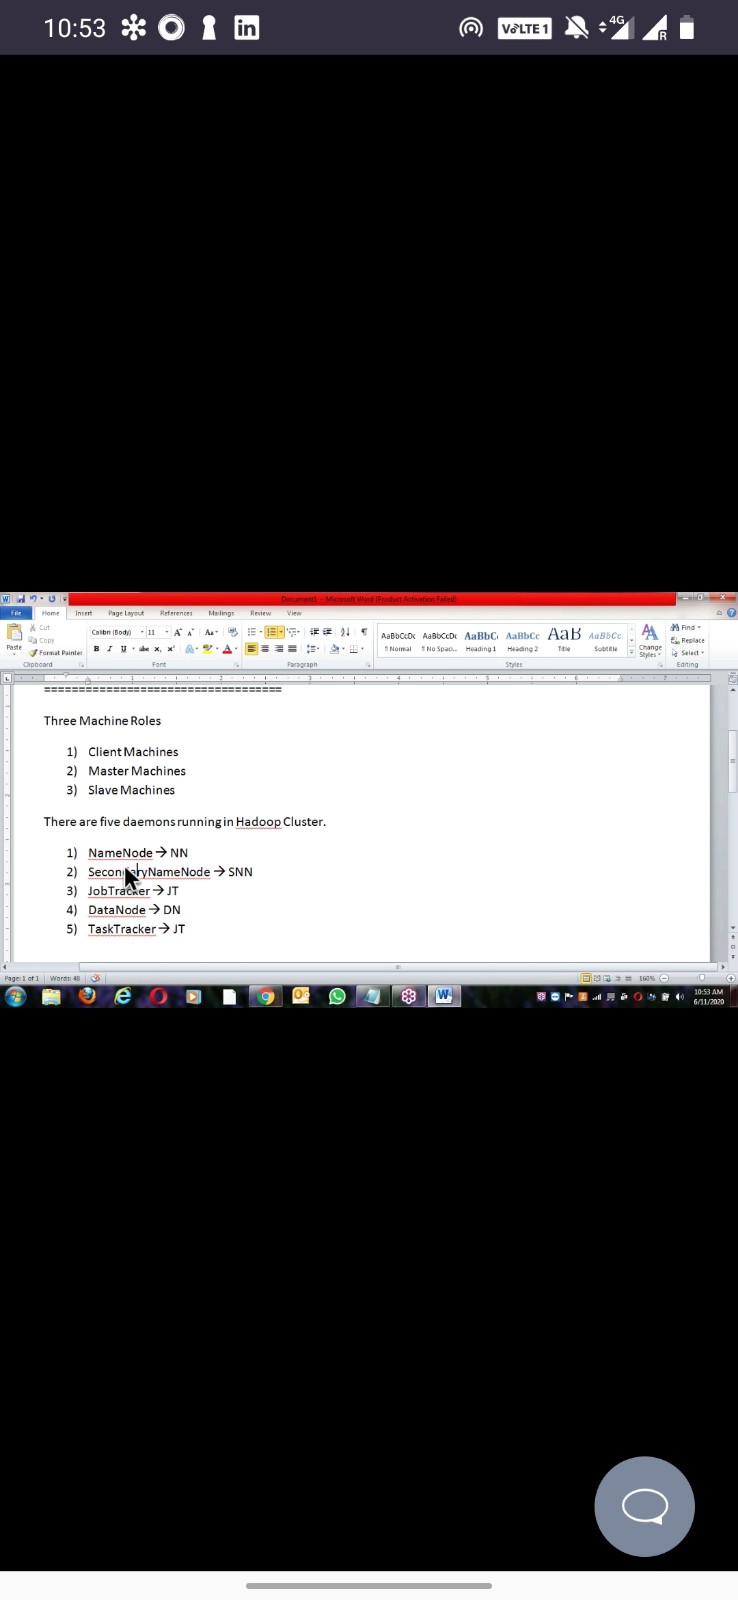 10:53
VoLTE 1
4G
R
Document1 - Microsoft Word (Product Activation Failed)
File Home Insert Page Layout References Mailings Review View
Cut
Copy
Paste
Format Painter
Calibri (Body) 11
AaBbCcDc AaBbCcDc AaBbC AaBbCc AaB AaBbCc.
¶ Normal ¶ No Spaci... Heading 1 Heading 2 Title Subtitle
Change Styles
Find
Replace
Select
Clipboard Font Paragraph Styles Editing
==================================
Three Machine Roles
1) Client Machines
2) Master Machines
3) Slave Machines
There are five daemons running in Hadoop Cluster.
1) NameNode → NN
2) SecondaryNameNode → SNN
3) JobTracker → JT
4) DataNode → DN
5) TaskTracker → JT
Page: 1 of 1 Words: 48 160%
10:53 AM
6/11/2020